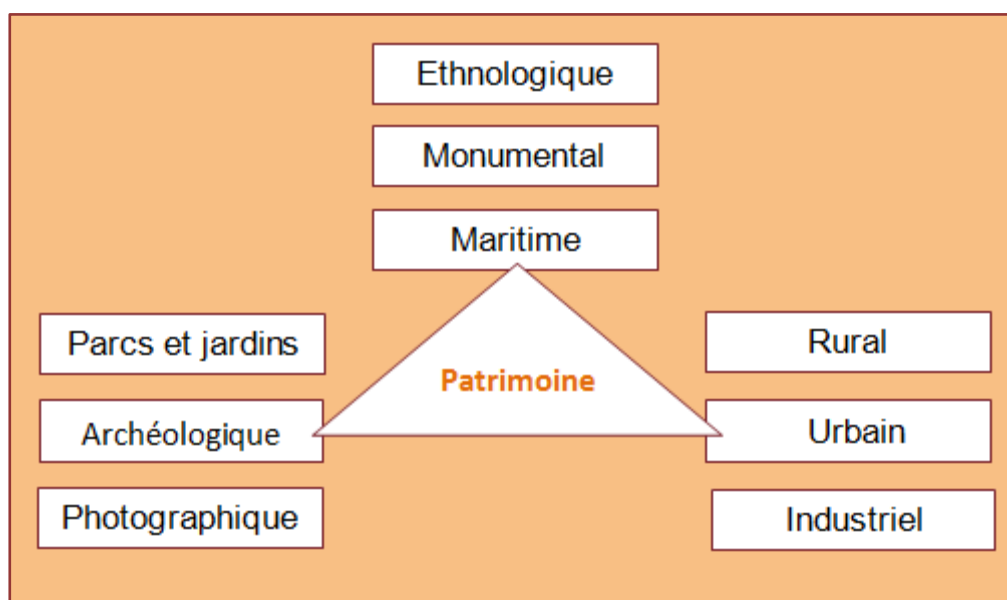 Ethnologique
Monumental
Maritime
Parcs et jardins
Archéologique
Photographique
Patrimoine
Rural
Urbain
Industriel